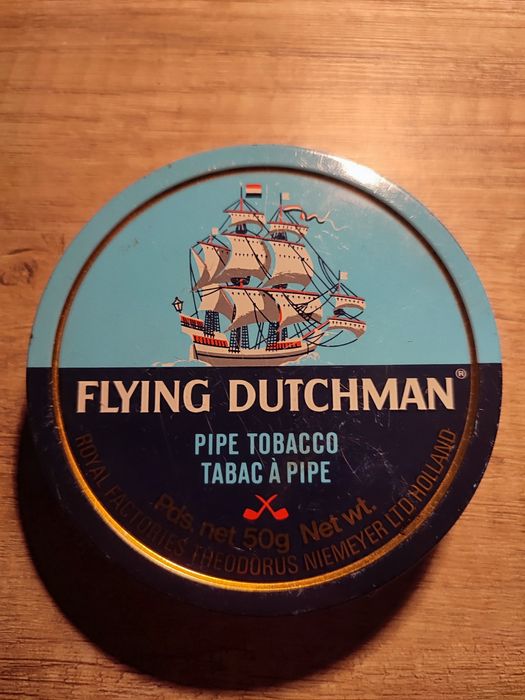 FLYING DUTCHMAN®
PIPE TOBACCO
TABAC À PIPE
Pds. net 50g Net wt.
ROYAL FACTORIES THEODORUS NIEMEYER LTD HOLLAND